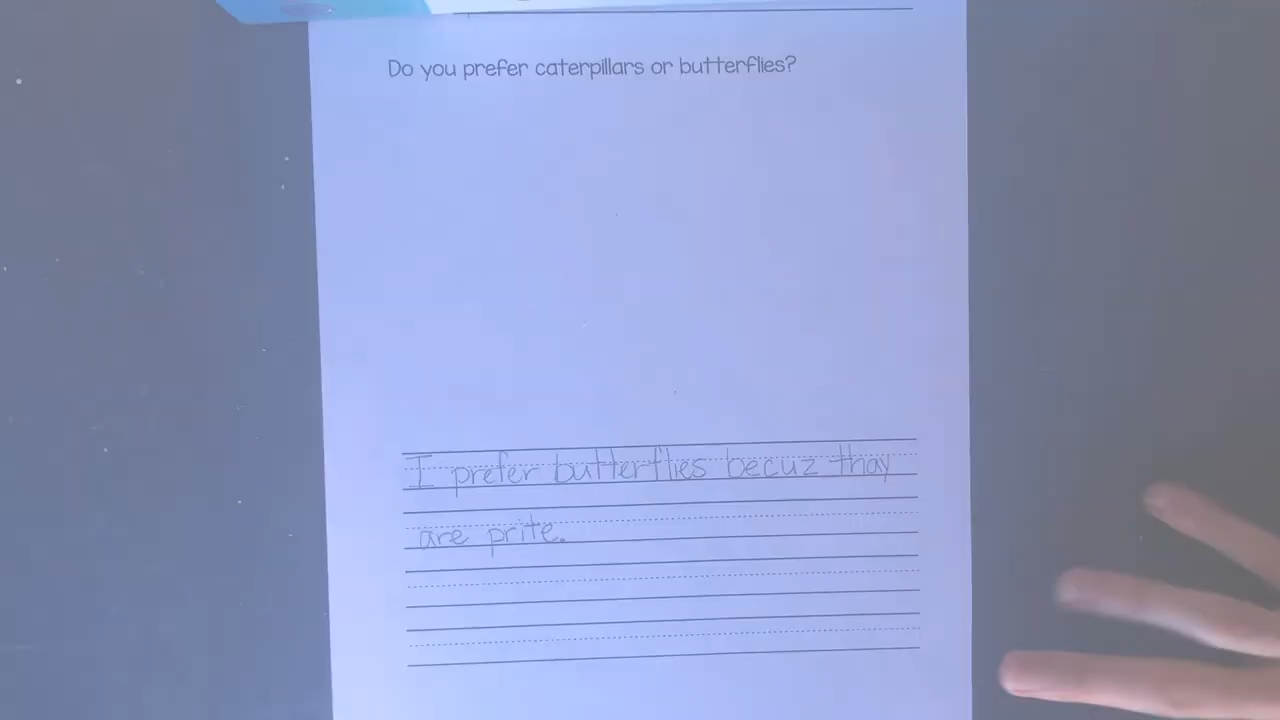 Do you prefer caterpillars or butterflies?
I prefer butterflies becuz thay
are prite.